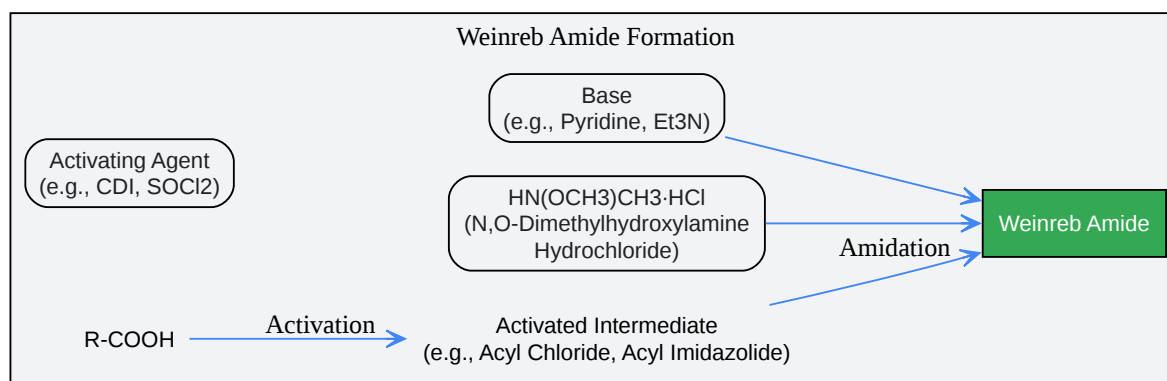 Weinreb Amide Formation
Base
(e.g., Pyridine, Et3N)
Activating Agent
(e.g., CDI, SOCl2)
HN(OCH3)CH3·HCl
(N,O-Dimethylhydroxylamine
Hydrochloride)
Weinreb Amide
Amidation
R-COOH
Activation
Activated Intermediate
(e.g., Acyl Chloride, Acyl Imidazolide)